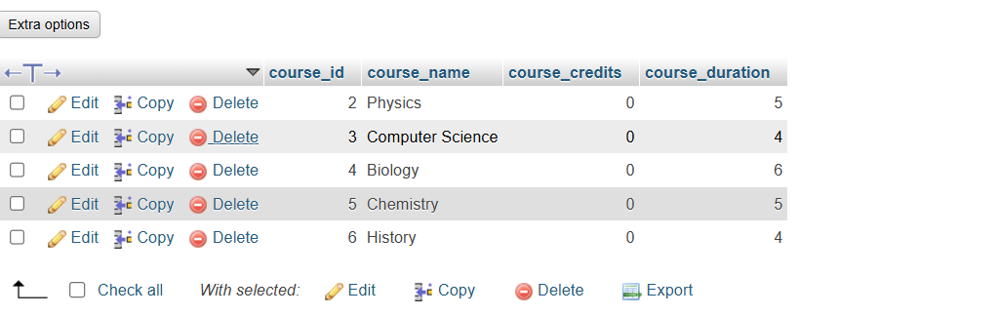 Extra options
course_id course_name course_credits course_duration
Edit Copy Delete 2 Physics 0 5
Edit Copy Delete 3 Computer Science 0 4
Edit Copy Delete 4 Biology 0 6
Edit Copy Delete 5 Chemistry 0 5
Edit Copy Delete 6 History 0 4
Check all With selected: Edit Copy Delete Export